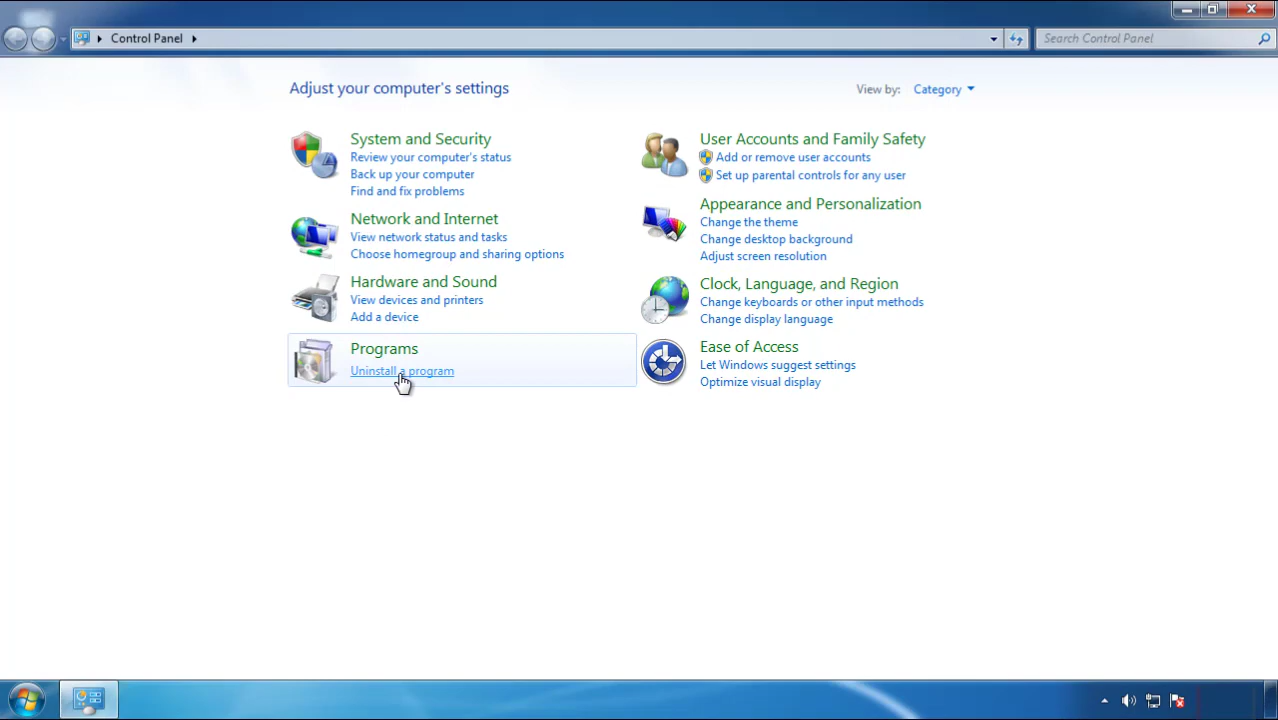 Control Panel
Search Control Panel
Adjust your computer's settings
View by: Category
System and Security
Review your computer's status
Back up your computer
Find and fix problems
Network and Internet
View network status and tasks
Choose homegroup and sharing options
Hardware and Sound
View devices and printers
Add a device
Programs
Uninstall a program
User Accounts and Family Safety
Add or remove user accounts
Set up parental controls for any user
Appearance and Personalization
Change the theme
Change desktop background
Adjust screen resolution
Clock, Language, and Region
Change keyboards or other input methods
Change display language
Ease of Access
Let Windows suggest settings
Optimize visual display